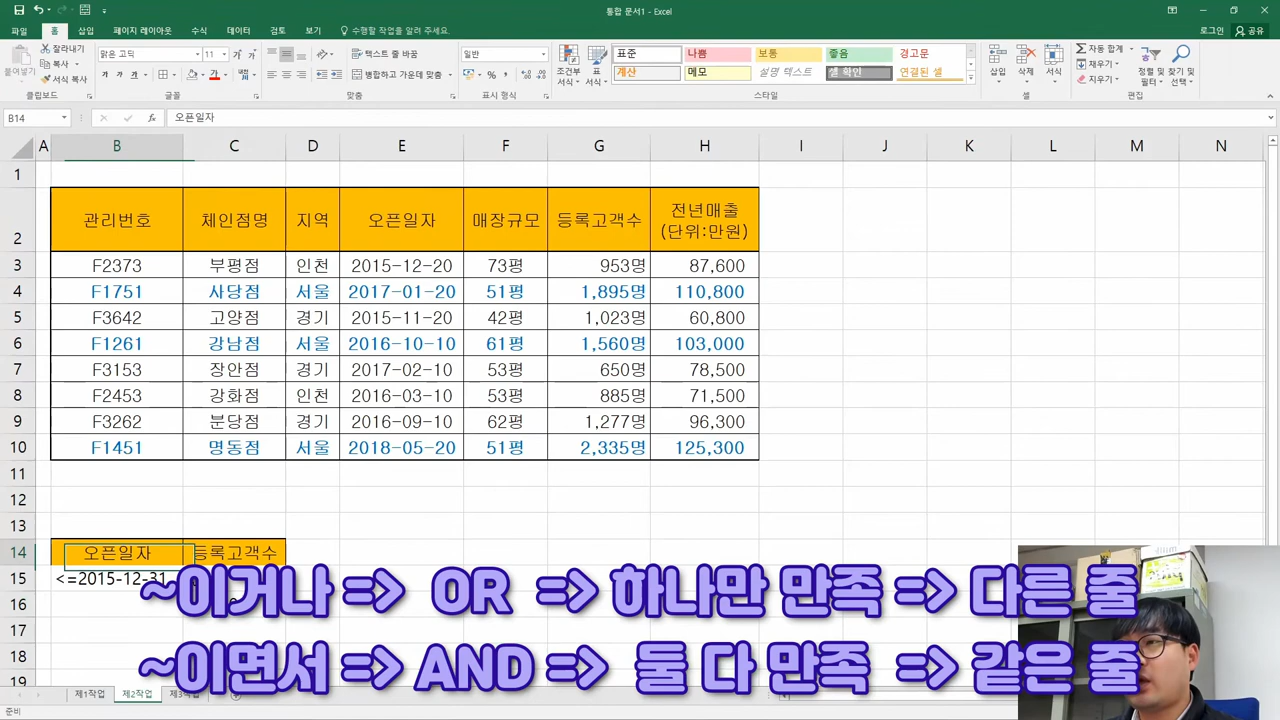 통합 문서1 - Excel
로그인 공유
파일 홈 삽입 페이지 레이아웃 수식 데이터 검토 보기 수행할 작업을 알려 주세요.
잘라내기
복사
서식 복사
붙여넣기
클립보드
맑은 고딕 11
글꼴
텍스트 줄 바꿈
병합하고 가운데 맞춤
맞춤
일반
표시 형식
조건부 서식
표 서식
표준 나쁨 보통 좋음 경고문
계산 메모 설명 텍스트 셀 확인 연결된 셀
스타일
삽입 삭제 서식
셀
자동 합계
채우기
지우기
정렬 및 필터
찾기 및 선택
편집
B14 오픈일자
A B C D E F G H I J K L M N
1
2 관리번호 체인점명 지역 오픈일자 매장규모 등록고객수 전년매출
(단위:만원)
3 F2373 부평점 인천 2015-12-20 73평 953명 87,600
4 F1751 사당점 서울 2017-01-20 51평 1,895명 110,800
5 F3642 고양점 경기 2015-11-20 42평 1,023명 60,800
6 F1261 강남점 서울 2016-10-10 61평 1,560명 103,000
7 F3153 장안점 경기 2017-02-10 53평 650명 78,500
8 F2453 강화점 인천 2016-03-10 53평 885명 71,500
9 F3262 분당점 경기 2016-09-10 62평 1,277명 96,300
10 F1451 명동점 서울 2018-05-20 51평 2,335명 125,300
11
12
13
14 오픈일자 등록고객수
15 <=2015-12-31
~이거나 => OR => 하나만 만족 => 다른 줄
16
17
~이면서 => AND => 둘 다 만족 => 같은 줄
18
19
제1작업 제2작업 제3작업
준비